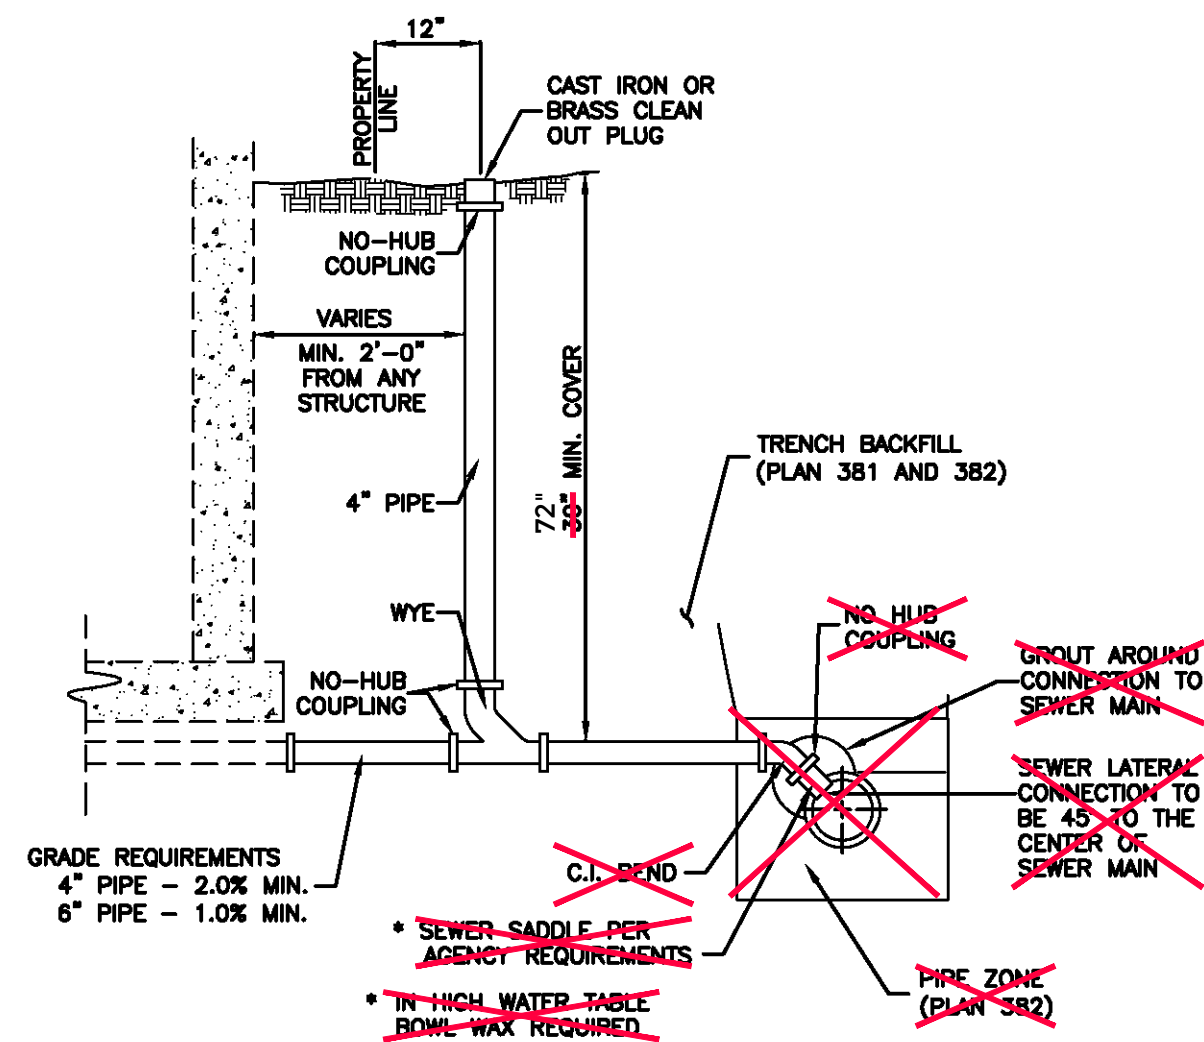 12"
PROPERTY
LINE
CAST IRON OR
BRASS CLEAN
OUT PLUG
NO-HUB
COUPLING
VARIES
MIN. 2'-0"
FROM ANY
STRUCTURE
MIN. COVER
72"
TRENCH BACKFILL
(PLAN 381 AND 382)
4" PIPE
WYE
NO HUB
COUPLING
GROUT AROUND
CONNECTION TO
SEWER MAIN
NO-HUB
COUPLING
SEWER LATERAL
CONNECTION TO
BE 45 TO THE
CENTER OF
SEWER MAIN
GRADE REQUIREMENTS
4" PIPE - 2.0% MIN.
6" PIPE - 1.0% MIN.
C.I. BEND
* SEWER SADDLE PER
AGENCY REQUIREMENTS
* IN HIGH WATER TABLE
BOWL WAX REQUIRED
PIPE ZONE
(PLAN 382)